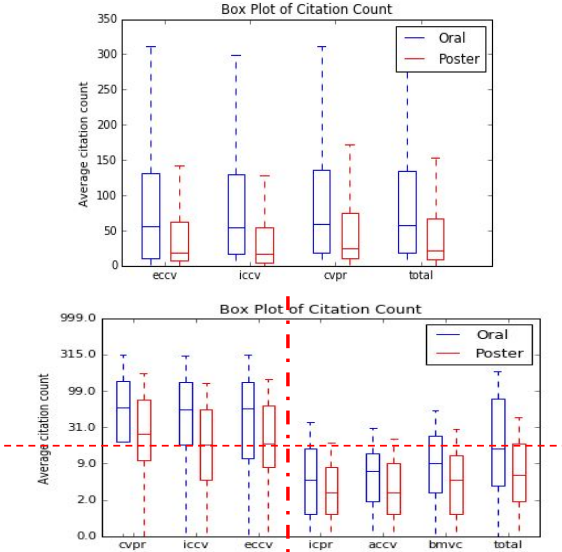 Box Plot of Citation Count
350
300
250
200
150
100
50
0
Average citation count
Oral
Poster
eccv iccv cvpr total
Box Plot of Citation Count
999.0
315.0
99.0
31.0
9.0
2.0
0.0
Average citation count
Oral
Poster
cvpr iccv eccv icpr accv bmvc total